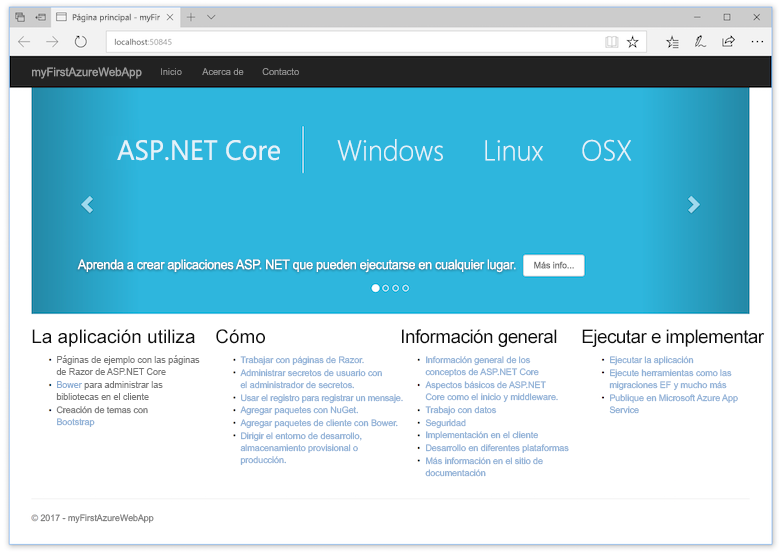 Página principal - myFir
localhost:50845
myFirstAzureWebApp Inicio Acerca de Contacto
ASP.NET Core Windows Linux OSX
Aprenda a crear aplicaciones ASP. NET que pueden ejecutarse en cualquier lugar. Más info...
La aplicación utiliza
Páginas de ejemplo con las páginas
de Razor de ASP.NET Core
Bower para administrar las
bibliotecas en el cliente
Creación de temas con
Bootstrap
Cómo
Trabajar con páginas de Razor.
Administrar secretos de usuario con
el administrador de secretos.
Usar el registro para registrar un mensaje.
Agregar paquetes con NuGet.
Agregar paquetes de cliente con Bower.
Dirigir el entorno de desarrollo,
almacenamiento provisional o
producción.
Información general
Información general de los
conceptos de ASP.NET Core
Aspectos básicos de ASP.NET
Core como el inicio y middleware.
Trabajo con datos
Seguridad
Implementación en el cliente
Desarrollo en diferentes plataformas
Más información en el sitio de
documentación
Ejecutar e implementar
Ejecutar la aplicación
Ejecute herramientas como las
migraciones EF y mucho más
Publique en Microsoft Azure App
Service
© 2017 - myFirstAzureWebApp